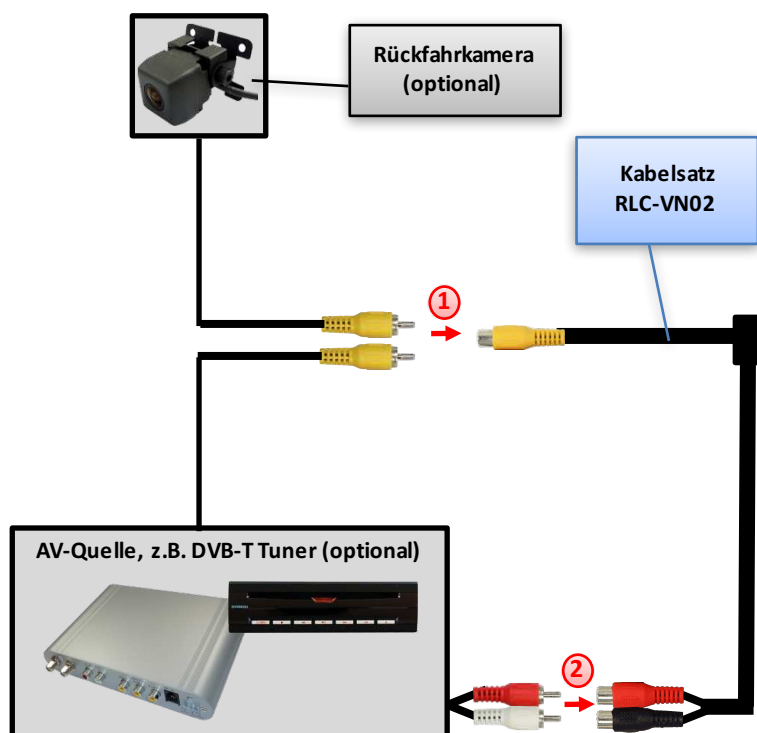 Rückfahrkamera
(optional)
Kabelsatz
RLC-VN02
1
AV-Quelle, z.B. DVB-T Tuner (optional)
2